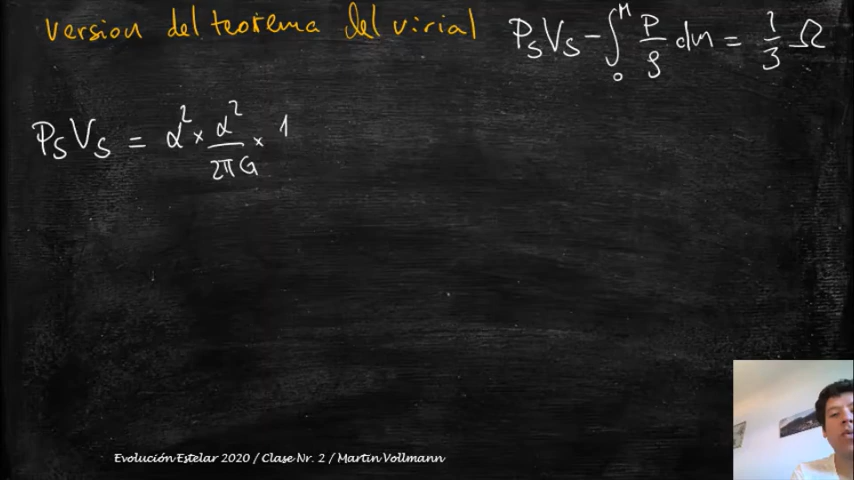 version del teorema del virial
P_S V_S - ∫_0^M P/ρ dm = 1/3 Ω
P_S V_S = α² × α²/2πG × 1
Evolución Estelar 2020 / Clase Nr. 2 / Martin Vollmann